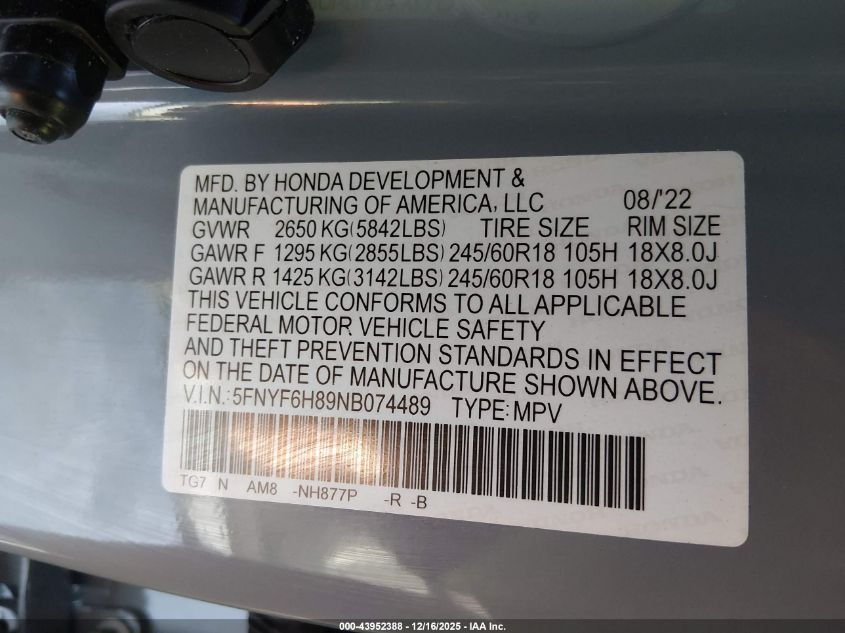 MFD. BY HONDA DEVELOPMENT &
MANUFACTURING OF AMERICA, LLC 08/'22
GVWR 2650 KG(5842LBS) TIRE SIZE RIM SIZE
GAWR F 1295 KG(2855LBS) 245/60R18 105H 18X8.0J
GAWR R 1425 KG(3142LBS) 245/60R18 105H 18X8.0J
THIS VEHICLE CONFORMS TO ALL APPLICABLE
FEDERAL MOTOR VEHICLE SAFETY
AND THEFT PREVENTION STANDARDS IN EFFECT
ON THE DATE OF MANUFACTURE SHOWN ABOVE.
V.I.N.:5FNYF6H89NB074489 TYPE:MPV
TG7 N AM8 -NH877P -R -B
000-43952388 - 12/16/2025 - IAA Inc.